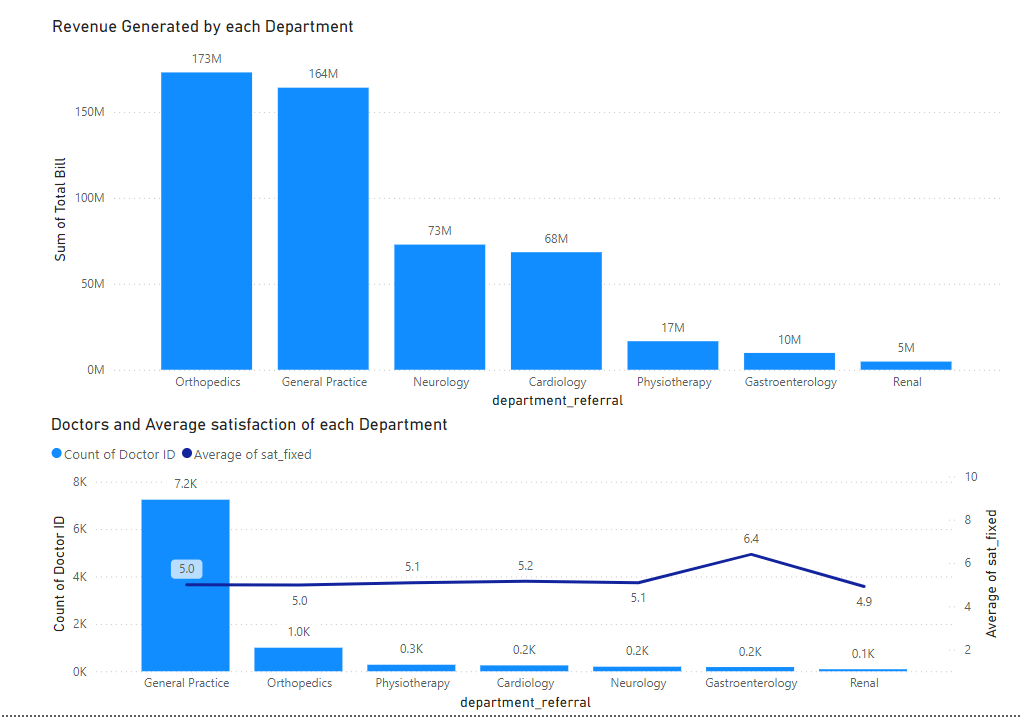 Revenue Generated by each Department
173M
164M
150M
100M
73M
68M
50M
17M
10M
5M
0M
Sum of Total Bill
Orthopedics General Practice Neurology Cardiology Physiotherapy Gastroenterology Renal
department_referral
Doctors and Average satisfaction of each Department
Count of Doctor ID Average of sat_fixed
8K 7.2K 10
6K 8
6.4
4K 5.0 5.1 5.2 6
5.0 5.1 4.9
2K 1.0K 4
0.3K 0.2K 0.2K 0.2K 0.1K 2
0K
Count of Doctor ID
Average of sat_fixed
General Practice Orthopedics Physiotherapy Cardiology Neurology Gastroenterology Renal
department_referral